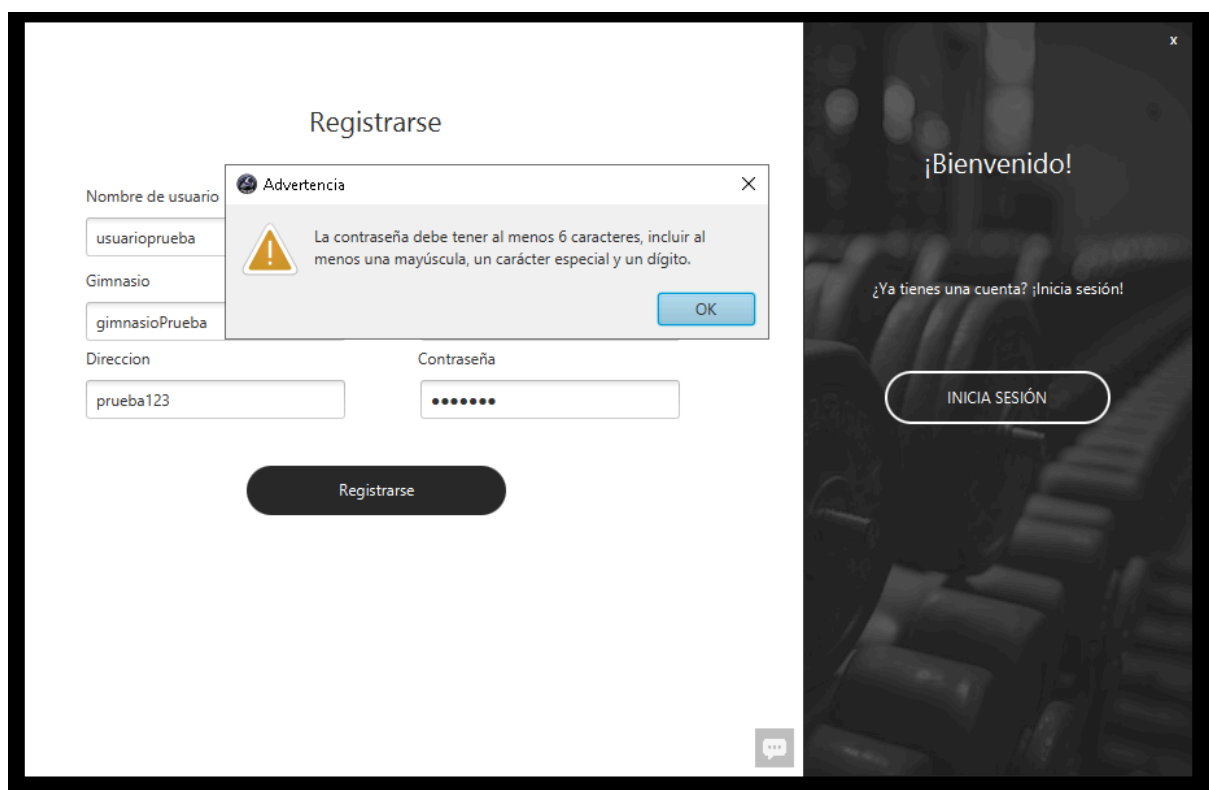 x
Registrarse
¡Bienvenido!
Advertencia
Nombre de usuario
La contraseña debe tener al menos 6 caracteres, incluir al
menos una mayúscula, un carácter especial y un dígito.
usuarioprueba
Gimnasio
¿Ya tienes una cuenta? ¡Inicia sesión!
OK
gimnasioPrueba
Direccion
Contraseña
prueba123
INICIA SESIÓN
Registrarse